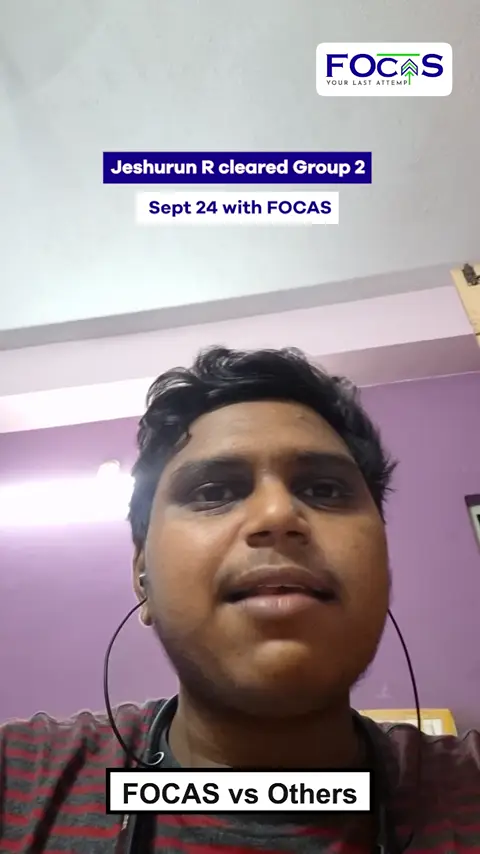 FOCAS
YOUR LAST ATTEMPT
Jeshurun R cleared Group 2
Sept 24 with FOCAS
FOCAS vs Others